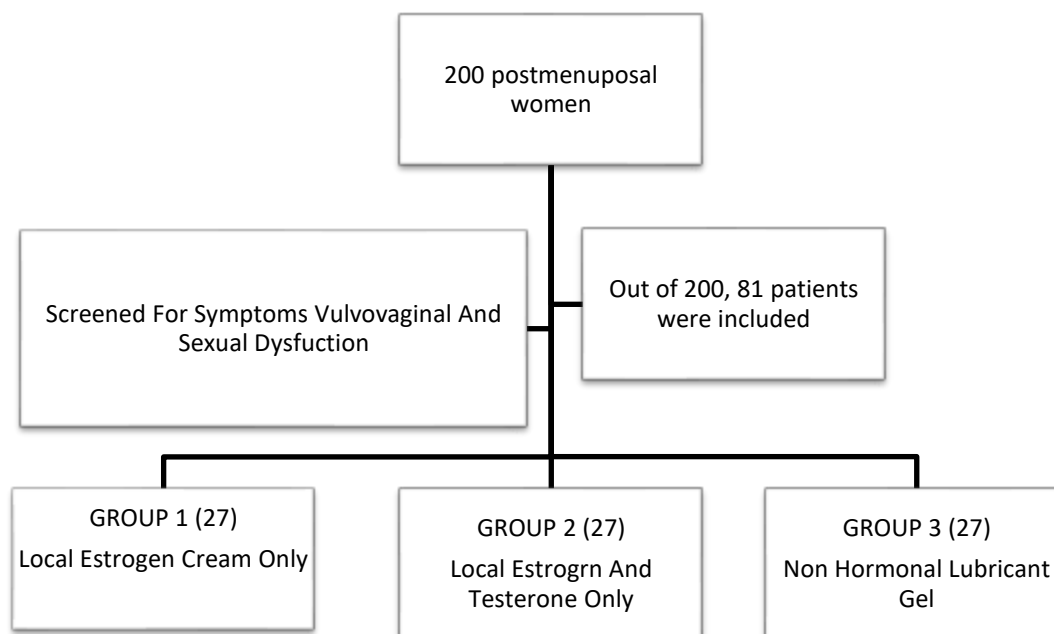 200 postmenuposal
women
Screened For Symptoms Vulvovaginal And
Sexual Dysfuction
Out of 200, 81 patients
were included
GROUP 1 (27)
Local Estrogen Cream Only
GROUP 2 (27)
Local Estrogrn And
Testerone Only
GROUP 3 (27)
Non Hormonal Lubricant
Gel